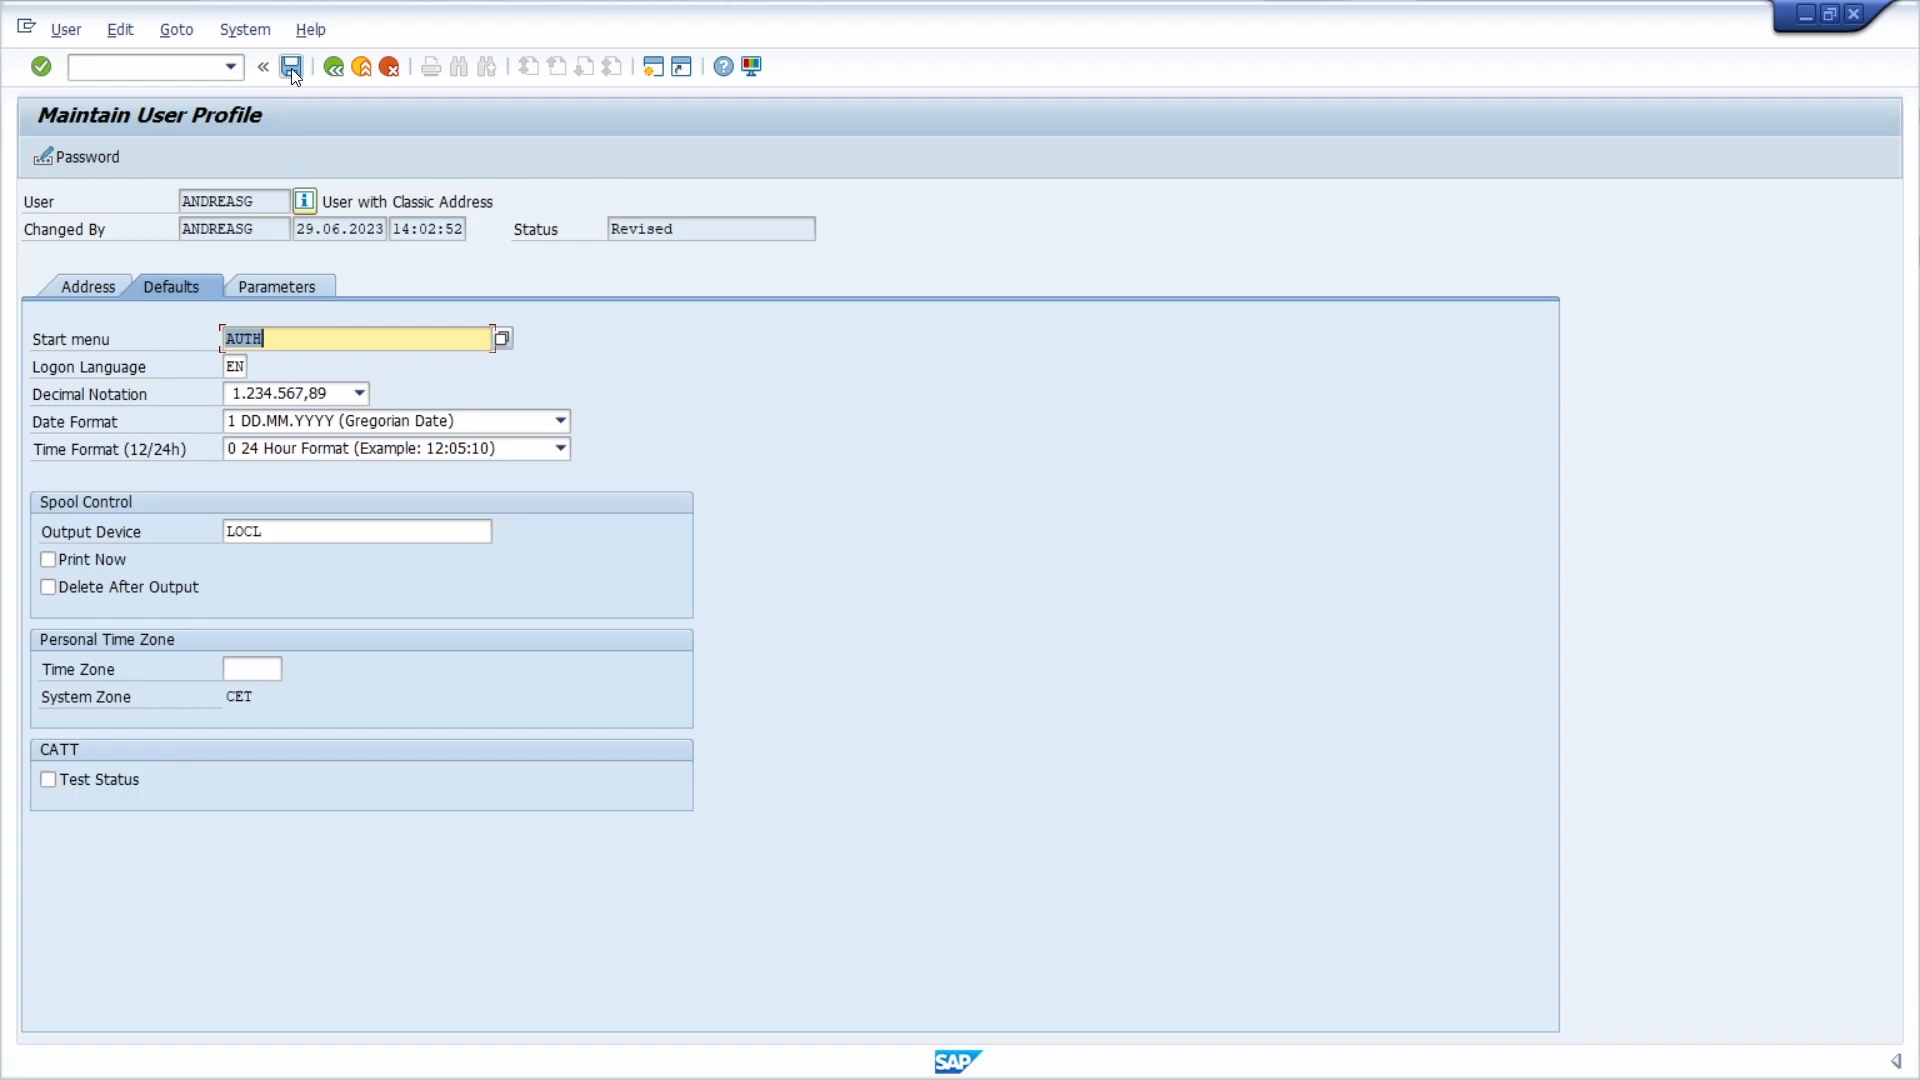 User Edit Goto System Help
Maintain User Profile
Password
User ANDREASG User with Classic Address
Changed By ANDREASG 29.06.2023 14:02:52 Status Revised
Address Defaults Parameters
Start menu AUTH
Logon Language EN
Decimal Notation 1.234.567,89
Date Format 1 DD.MM.YYYY (Gregorian Date)
Time Format (12/24h) 0 24 Hour Format (Example: 12:05:10)
Spool Control
Output Device LOCL
Print Now
Delete After Output
Personal Time Zone
Time Zone
System Zone CET
CATT
Test Status
SAP